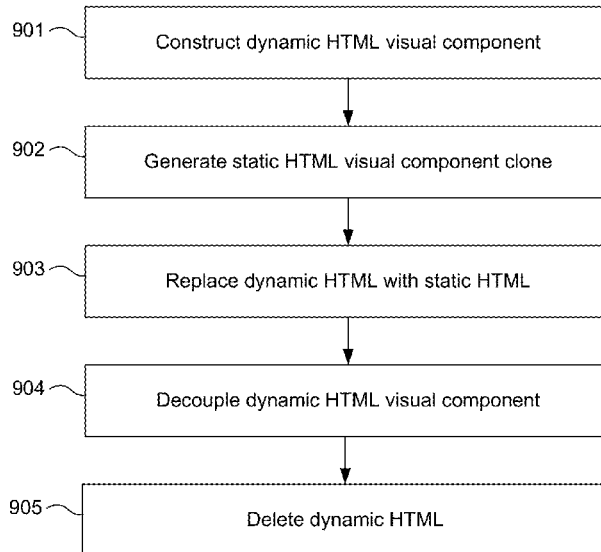 901
Construct dynamic HTML visual component
902
Generate static HTML visual component clone
903
Replace dynamic HTML with static HTML
904
Decouple dynamic HTML visual component
905
Delete dynamic HTML